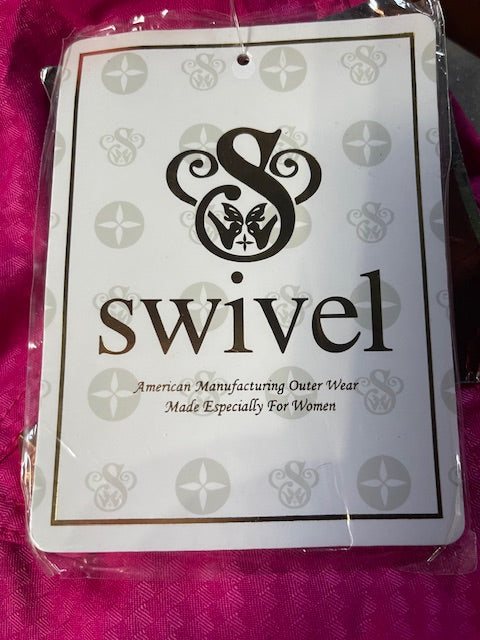 S
swivel
American Manufacturing Outer Wear
Made Especially For Women